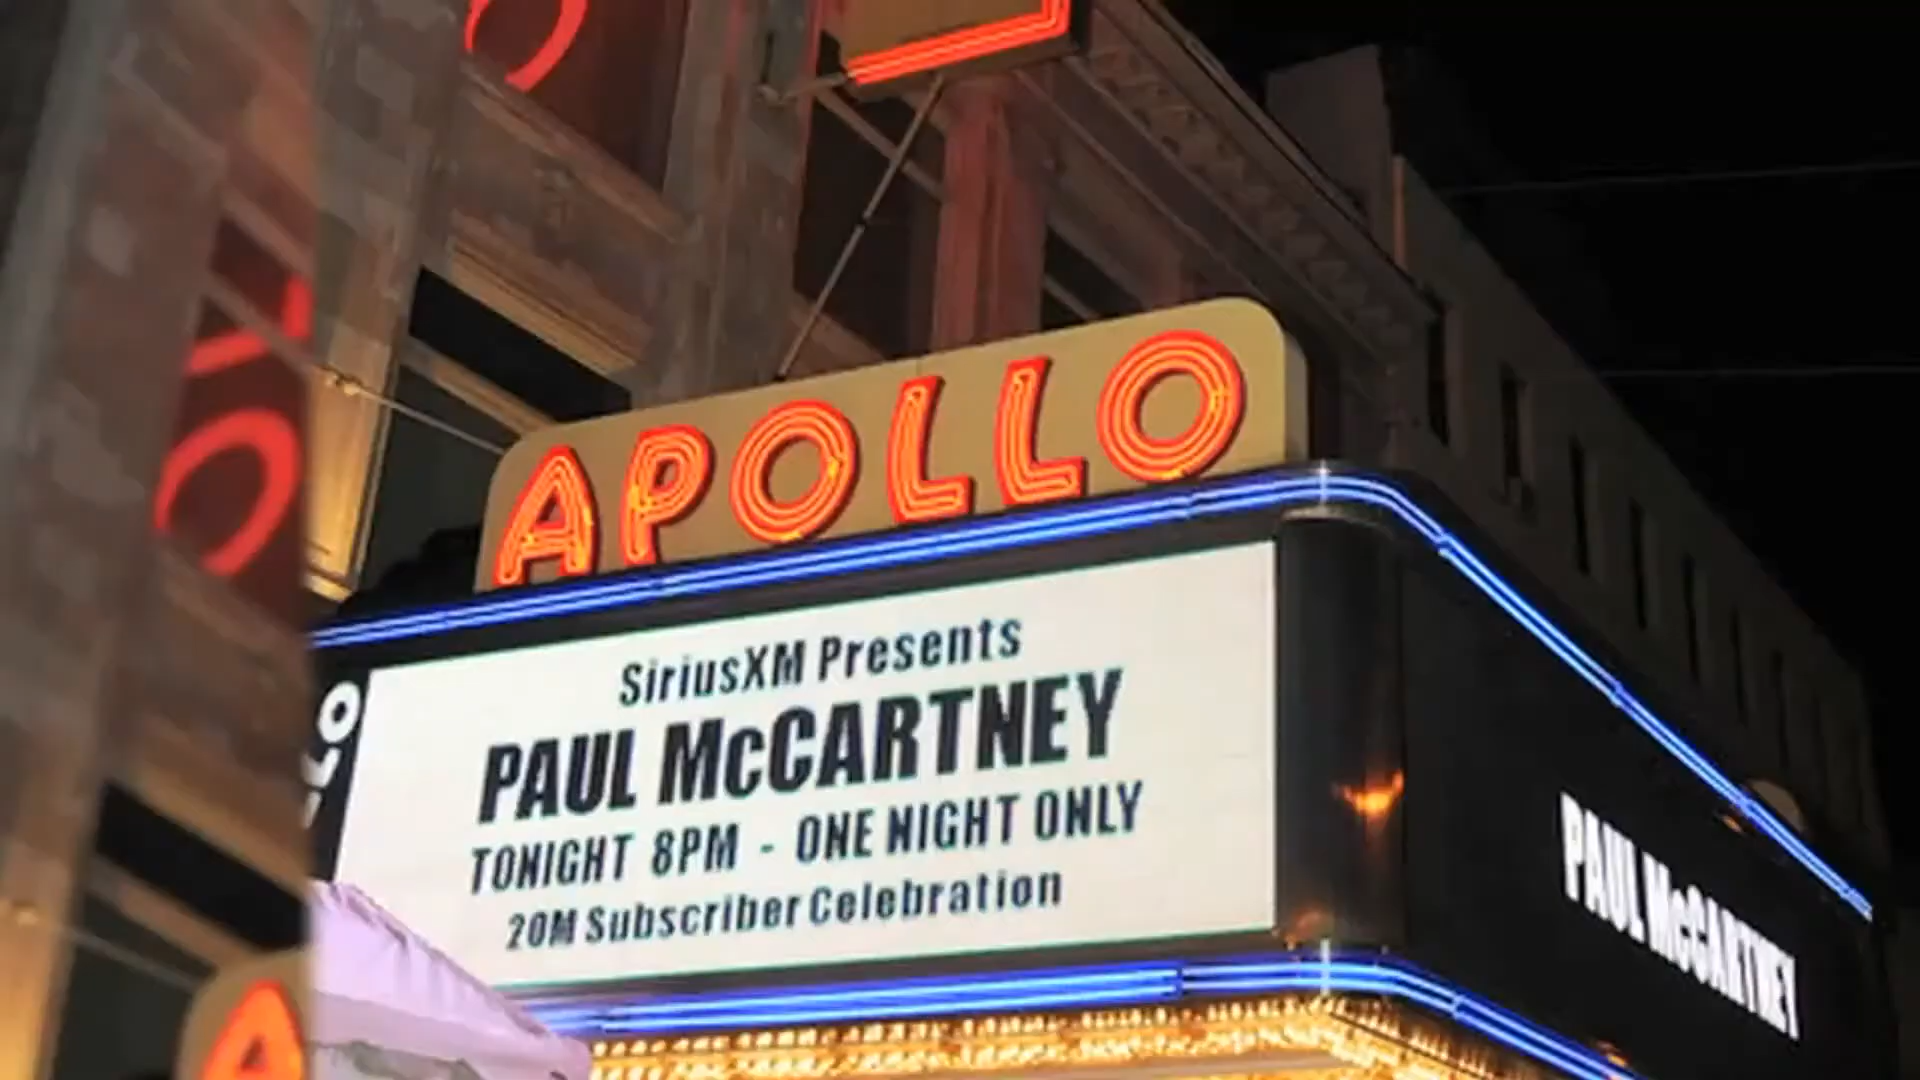 APOLLO
SiriusXM Presents
PAUL McCARTNEY
TONIGHT 8PM - ONE NIGHT ONLY
20M Subscriber Celebration
PAUL McCARTNEY